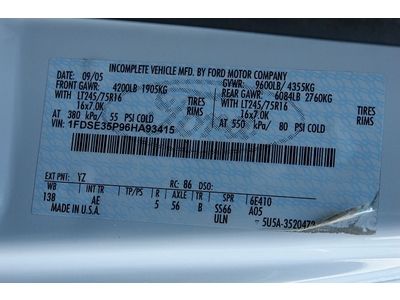 INCOMPLETE VEHICLE MFD. BY FORD MOTOR COMPANY
DATE: 09/05 GVWR: 9600LB/ 4355KG
FRONT GAWR: 4200LB 1905KG REAR GAWR: 6084LB 2760KG
WITH LT245/75R16 TIRES WITH LT245/75R16 TIRES
16x7.0K RIMS 16x7.0K RIMS
AT 380 kPa/ 55 PSI COLD AT 550 kPa/ 80 PSI COLD
VIN: 1FDSE35P96HA93415
EXT PNT: YZ RC: 86 DSO:
WB INT TR TP/PS R AXLE TR SPR 6E410
138 AE 5 56 B SS66 A05
MADE IN U.S.A. ULN 5U5A-3520472